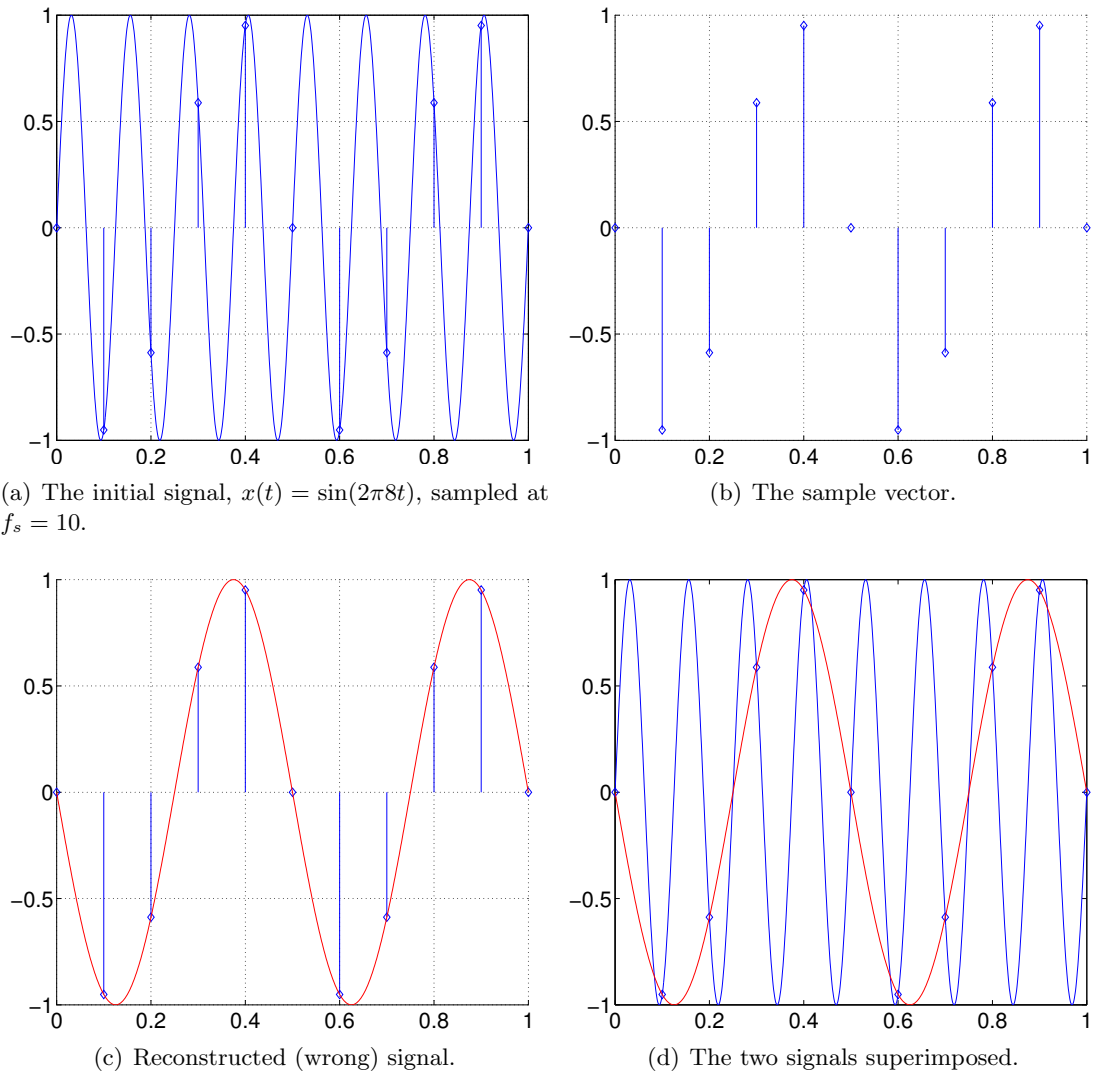 1
0.5
0
−0.5
−1
0 0.2 0.4 0.6 0.8 1
(a) The initial signal, x(t) = sin(2π8t), sampled at
f_s = 10.
1
0.5
0
−0.5
−1
0 0.2 0.4 0.6 0.8 1
(b) The sample vector.
1
0.5
0
−0.5
−1
0 0.2 0.4 0.6 0.8 1
(c) Reconstructed (wrong) signal.
1
0.5
0
−0.5
−1
0 0.2 0.4 0.6 0.8 1
(d) The two signals superimposed.